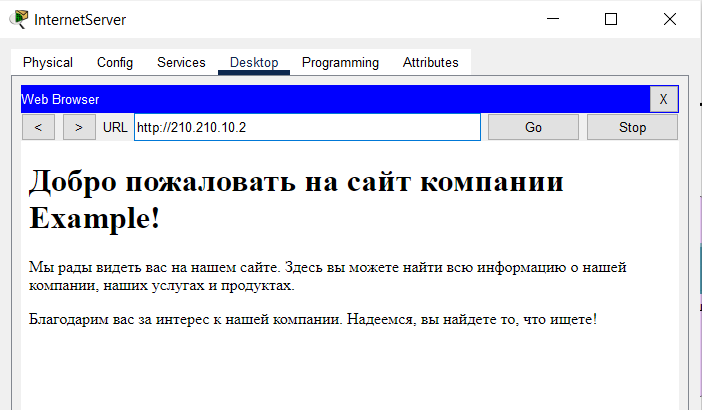 InternetServer
Physical Config Services Desktop Programming Attributes
Web Browser X
< > URL http://210.210.10.2 Go Stop
Добро пожаловать на сайт компании
Example!
Мы рады видеть вас на нашем сайте. Здесь вы можете найти всю информацию о нашей
компании, наших услугах и продуктах.
Благодарим вас за интерес к нашей компании. Надеемся, вы найдете то, что ищете!